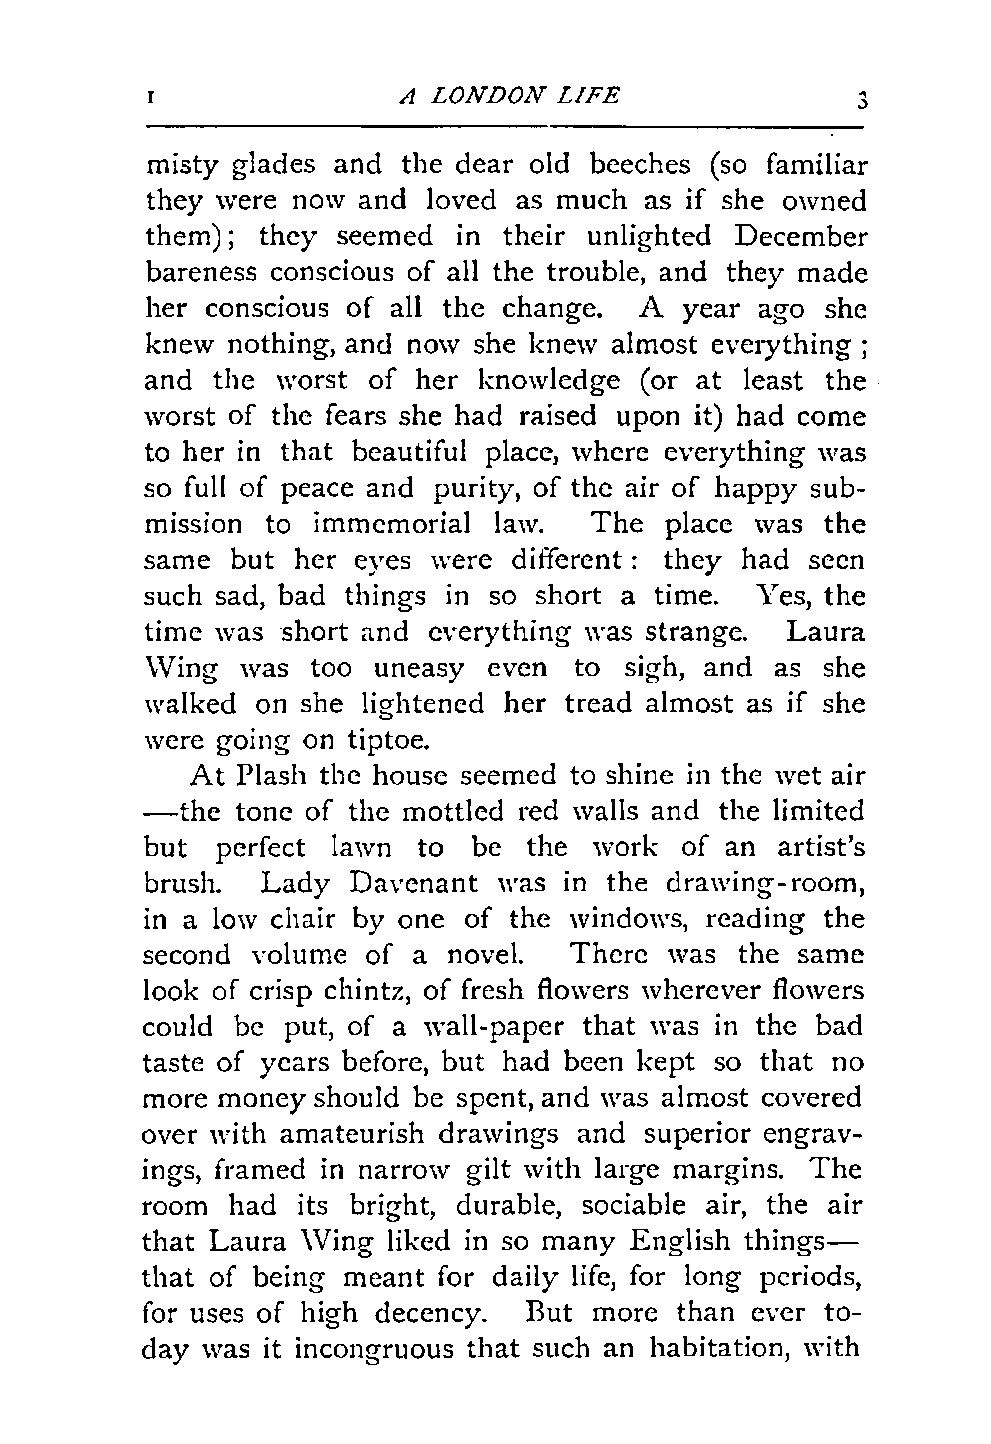 I A LONDON LIFE 3
misty glades and the dear old beeches (so familiar
they were now and loved as much as if she owned
them); they seemed in their unlighted December
bareness conscious of all the trouble, and they made
her conscious of all the change. A year ago she
knew nothing, and now she knew almost everything ;
and the worst of her knowledge (or at least the
worst of the fears she had raised upon it) had come
to her in that beautiful place, where everything was
so full of peace and purity, of the air of happy sub-
mission to immemorial law. The place was the
same but her eyes were different : they had seen
such sad, bad things in so short a time. Yes, the
time was short and everything was strange. Laura
Wing was too uneasy even to sigh, and as she
walked on she lightened her tread almost as if she
were going on tiptoe.
At Plash the house seemed to shine in the wet air
—the tone of the mottled red walls and the limited
but perfect lawn to be the work of an artist's
brush. Lady Davenant was in the drawing-room,
in a low chair by one of the windows, reading the
second volume of a novel. There was the same
look of crisp chintz, of fresh flowers wherever flowers
could be put, of a wall-paper that was in the bad
taste of years before, but had been kept so that no
more money should be spent, and was almost covered
over with amateurish drawings and superior engrav-
ings, framed in narrow gilt with large margins. The
room had its bright, durable, sociable air, the air
that Laura Wing liked in so many English things—
that of being meant for daily life, for long periods,
for uses of high decency. But more than ever to-
day was it incongruous that such an habitation, with